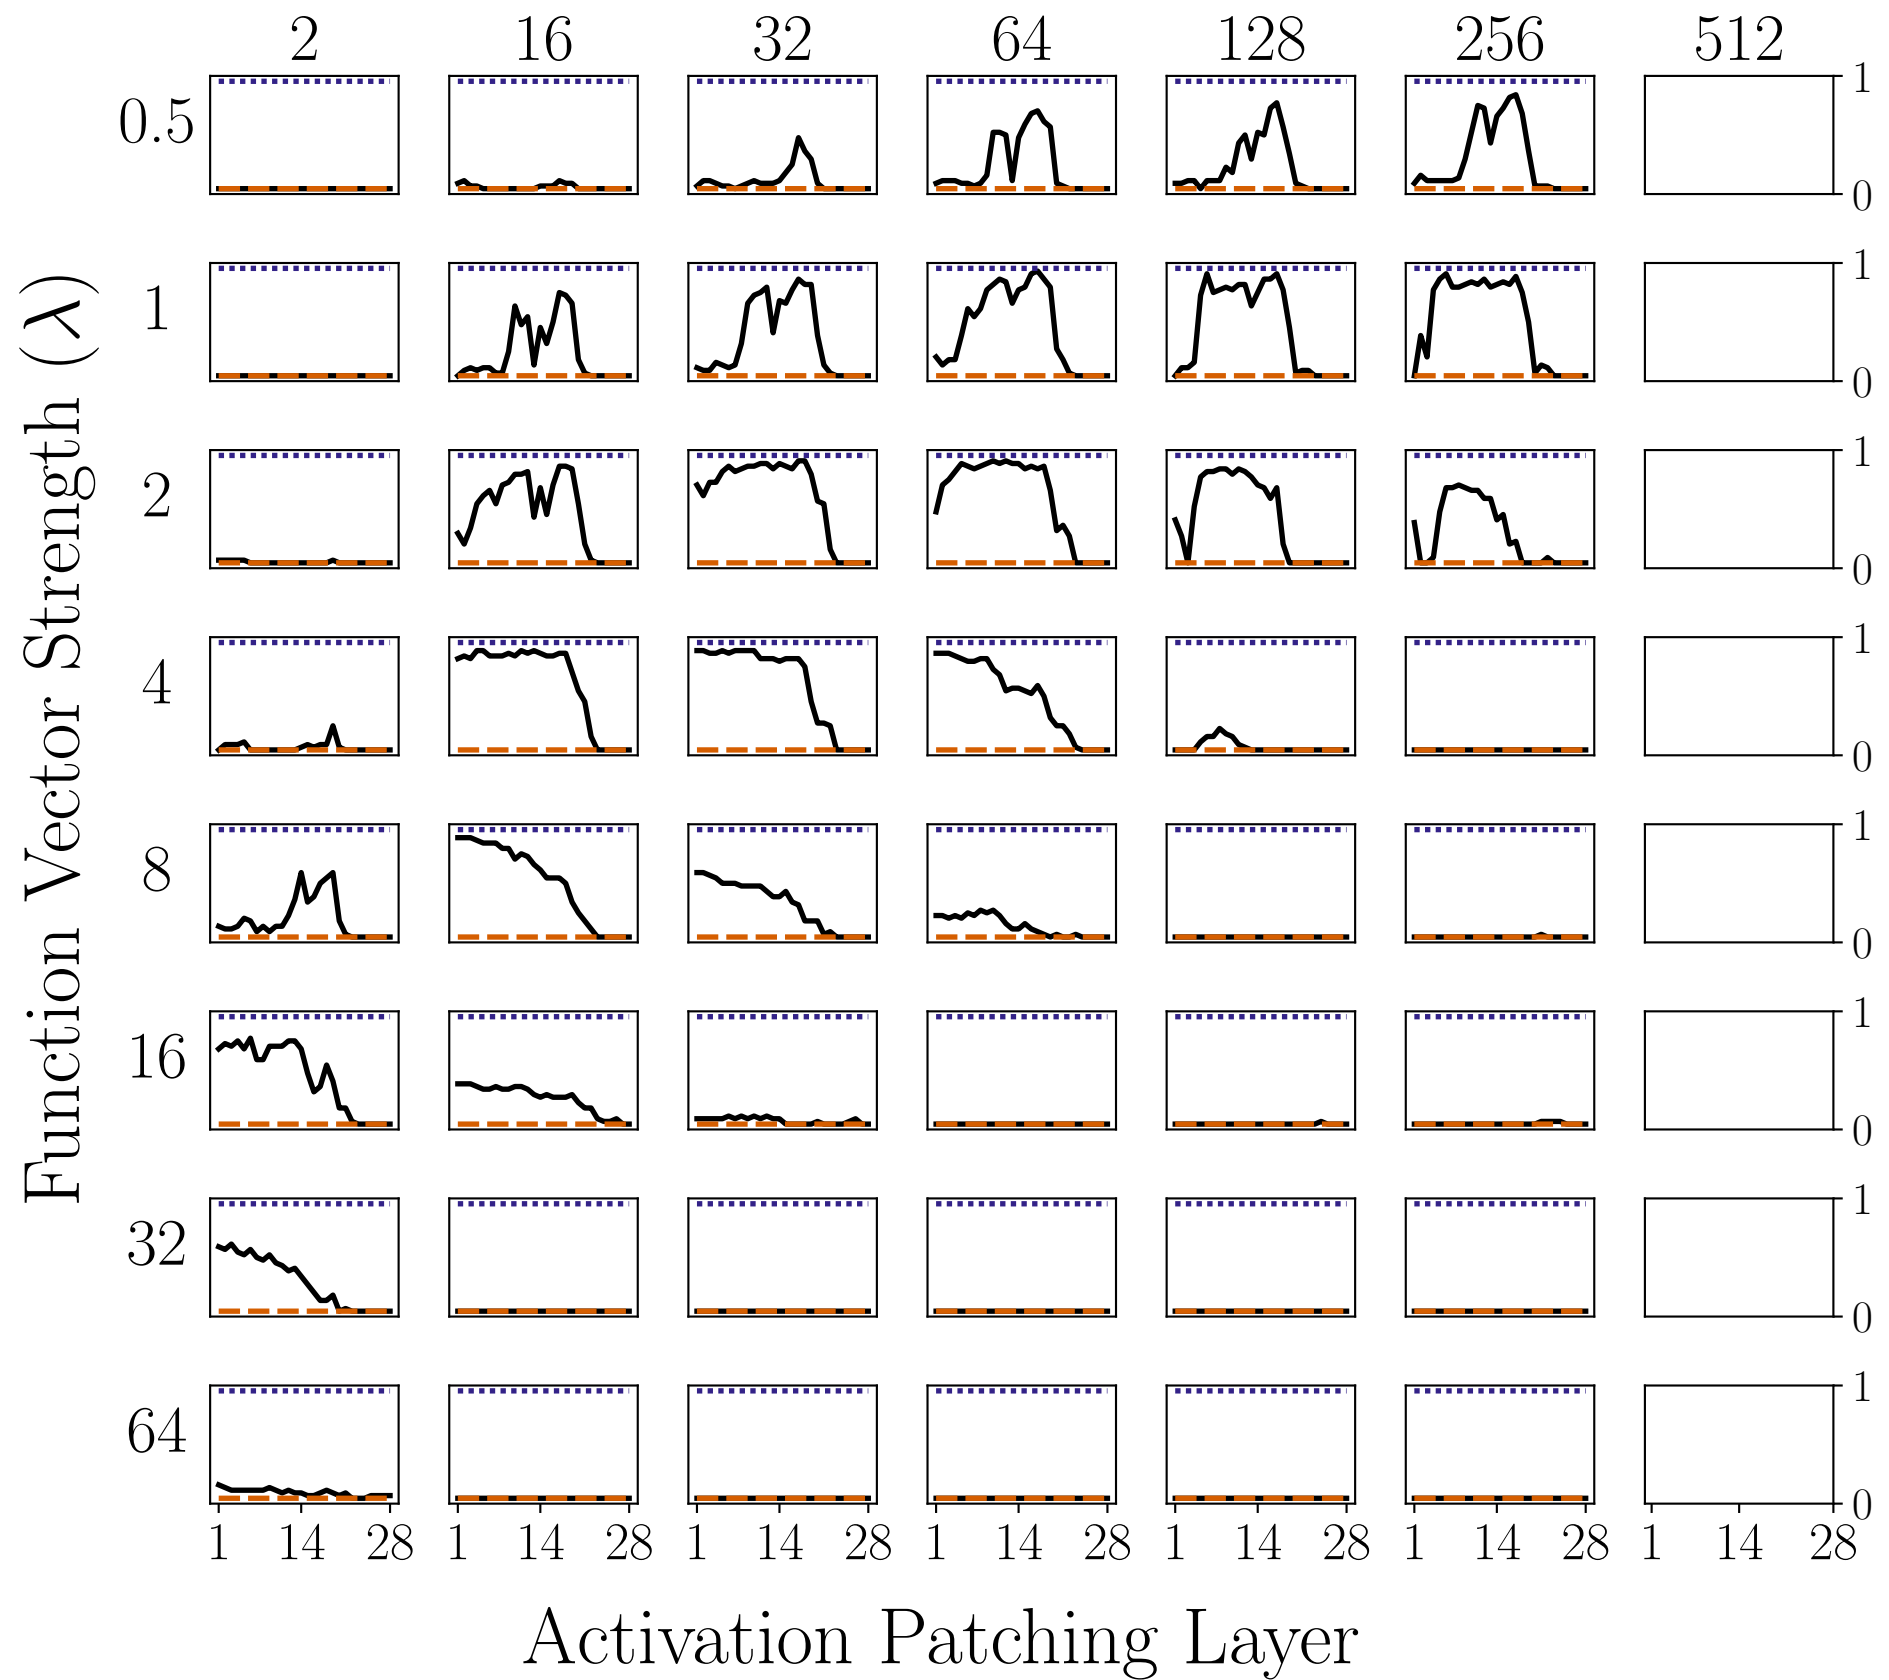 2 16 32 64 128 256 512
0.5 1 0
1 1 0
2 1 0
4 1 0
8 1 0
16 1 0
32 1 0
64 1 0
1 14 28 1 14 28 1 14 28 1 14 28 1 14 28 1 14 28 1 14 28
Function Vector Strength (λ)
Activation Patching Layer